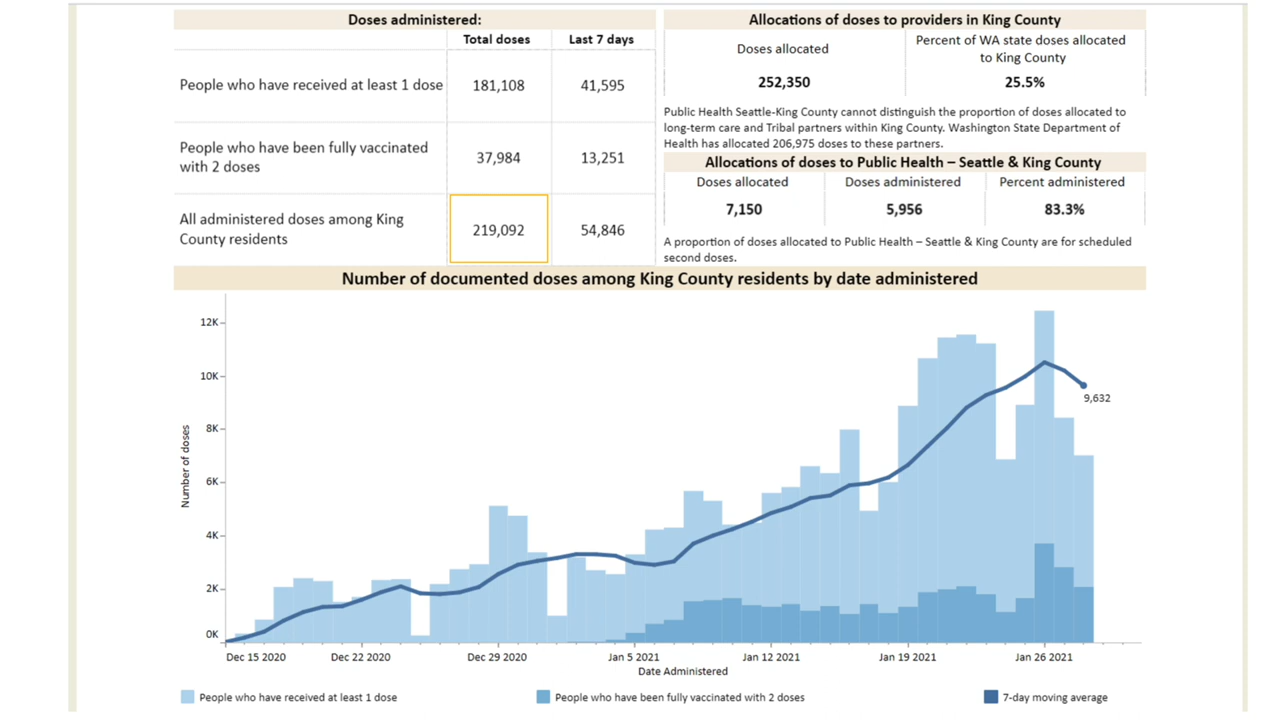 Doses administered:
Total doses
Last 7 days
People who have received at least 1 dose
181,108
41,595
People who have been fully vaccinated
with 2 doses
37,984
13,251
All administered doses among King
County residents
219,092
54,846
Allocations of doses to providers in King County
Doses allocated
252,350
Percent of WA state doses allocated
to King County
25.5%
Public Health Seattle-King County cannot distinguish the proportion of doses allocated to
long-term care and Tribal partners within King County. Washington State Department of
Health has allocated 206,975 doses to these partners.
Allocations of doses to Public Health – Seattle & King County
Doses allocated
7,150
Doses administered
5,956
Percent administered
83.3%
A proportion of doses allocated to Public Health – Seattle & King County are for scheduled
second doses.
Number of documented doses among King County residents by date administered
Number of doses
12K
10K
8K
6K
4K
2K
0K
9,632
Dec 15 2020
Dec 22 2020
Dec 29 2020
Jan 5 2021
Jan 12 2021
Jan 19 2021
Jan 26 2021
Date Administered
People who have received at least 1 dose
People who have been fully vaccinated with 2 doses
7-day moving average